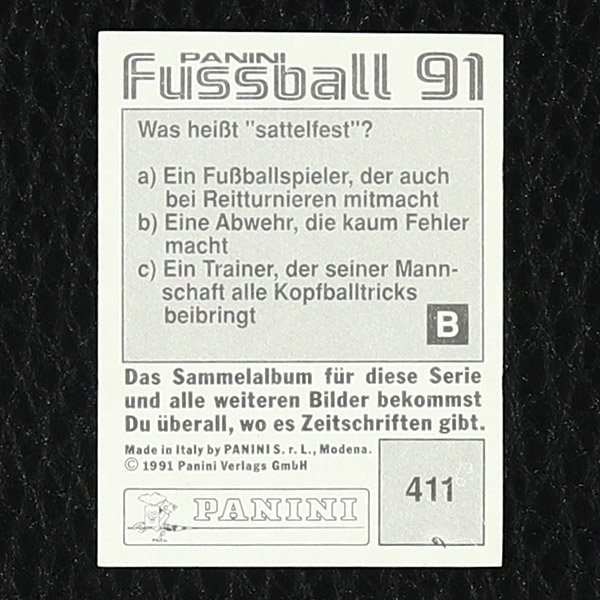 PANINI
Fussball 91
Was heißt "sattelfest"?
a) Ein Fußballspieler, der auch
bei Reitturnieren mitmacht
b) Eine Abwehr, die kaum Fehler
macht
c) Ein Trainer, der seiner Mann-
schaft alle Kopfballtricks
beibringt
B
Das Sammelalbum für diese Serie
und alle weiteren Bilder bekommst
Du überall, wo es Zeitschriften gibt.
Made in Italy by PANINI S. r. L., Modena.
© 1991 Panini Verlags GmbH
411
PANINI